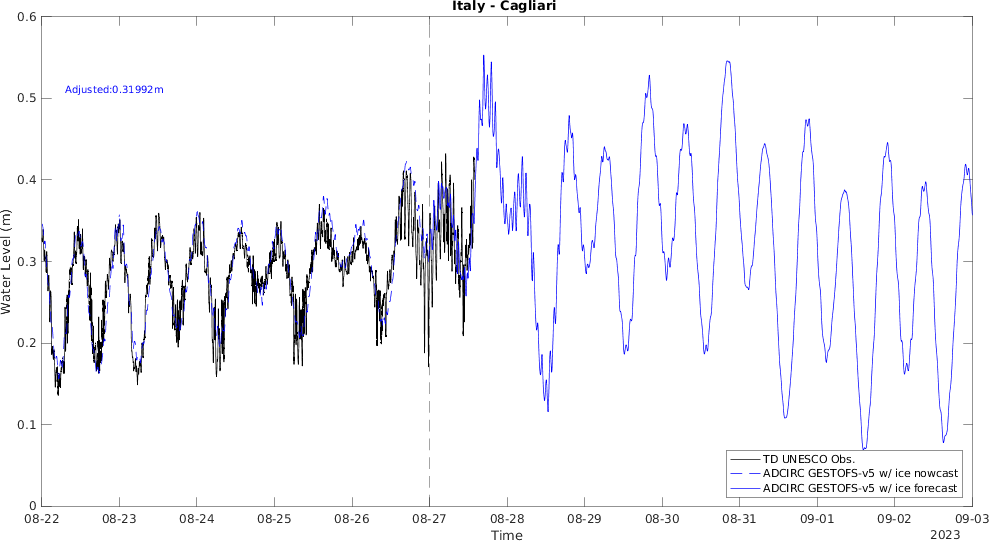 Italy - Cagliari
0.6
0.5
0.4
0.3
0.2
0.1
0
Water Level (m)
Adjusted:0.31992m
TD UNESCO Obs.
ADCIRC GESTOFS-v5 w/ ice nowcast
ADCIRC GESTOFS-v5 w/ ice forecast
08-22 08-23 08-24 08-25 08-26 08-27 08-28 08-29 08-30 08-31 09-01 09-02 09-03
Time
2023